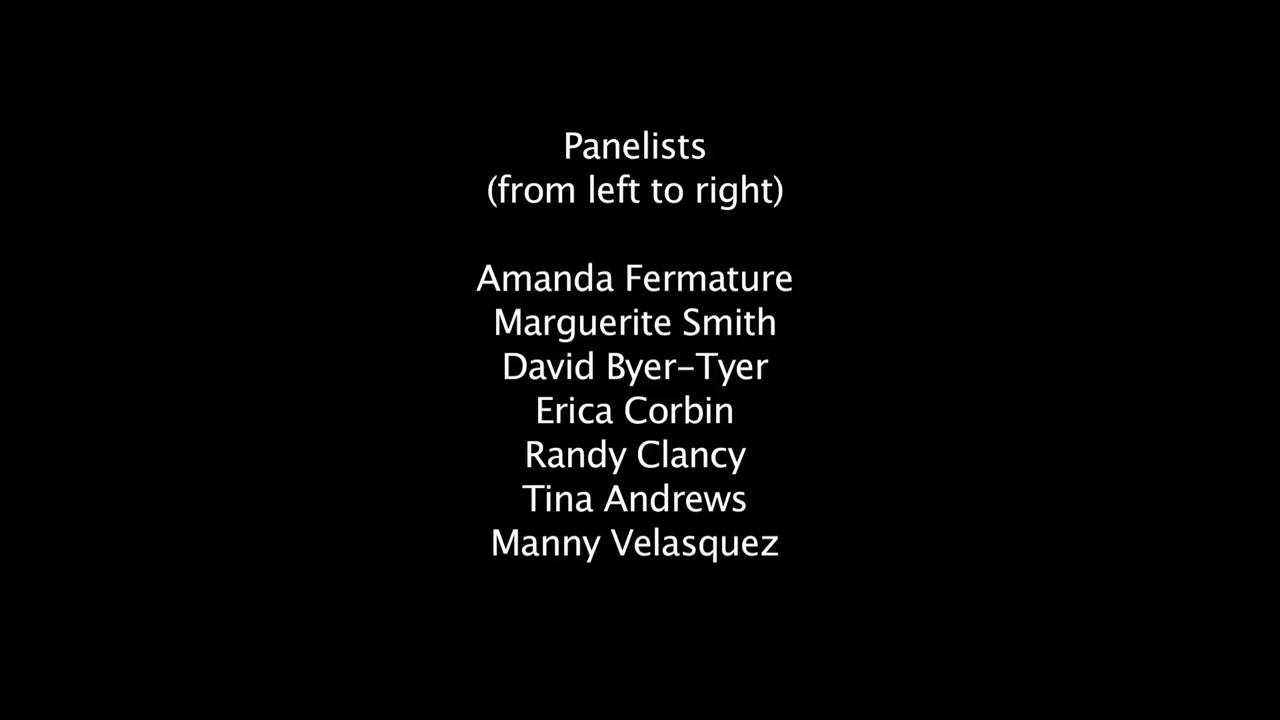 Panelists
(from left to right)
Amanda Fermature
Marguerite Smith
David Byer-Tyer
Erica Corbin
Randy Clancy
Tina Andrews
Manny Velasquez